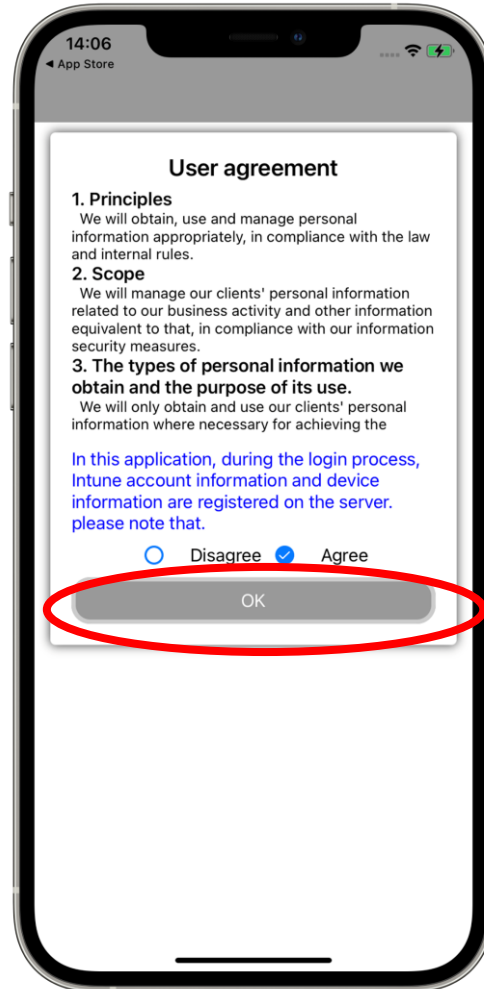 14:06
◀ App Store
User agreement
1. Principles
We will obtain, use and manage personal
information appropriately, in compliance with the law
and internal rules.
2. Scope
We will manage our clients' personal information
related to our business activity and other information
equivalent to that, in compliance with our information
security measures.
3. The types of personal information we
obtain and the purpose of its use.
We will only obtain and use our clients' personal
information where necessary for achieving the
In this application, during the login process,
Intune account information and device
information are registered on the server.
please note that.
Disagree Agree
OK